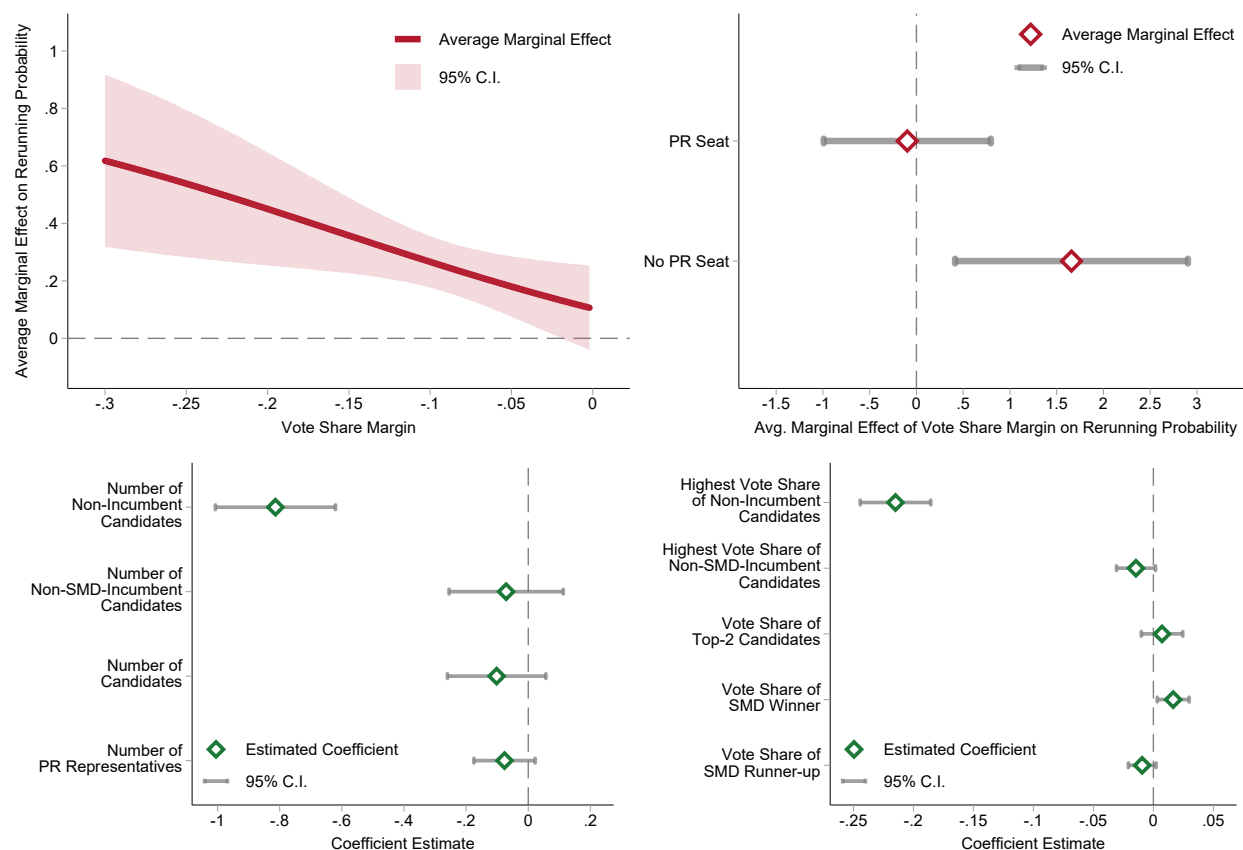 Average Marginal Effect on Rerunning Probability
1
.8
.6
.4
.2
0
Average Marginal Effect
95% C.I.
-.3 -.25 -.2 -.15 -.1 -.05 0
Vote Share Margin
Average Marginal Effect
95% C.I.
PR Seat
No PR Seat
-1.5 -1 -.5 0 .5 1 1.5 2 2.5 3
Avg. Marginal Effect of Vote Share Margin on Rerunning Probability
Number of
Non-Incumbent
Candidates
Number of
Non-SMD-Incumbent
Candidates
Number of
Candidates
Number of
PR Representatives
Estimated Coefficient
95% C.I.
-1 -.8 -.6 -.4 -.2 0 .2
Coefficient Estimate
Highest Vote Share
of Non-Incumbent
Candidates
Highest Vote Share of
Non-SMD-Incumbent
Candidates
Vote Share of
Top-2 Candidates
Vote Share of
SMD Winner
Vote Share of
SMD Runner-up
Estimated Coefficient
95% C.I.
-.25 -.2 -.15 -.1 -.05 0 .05
Coefficient Estimate